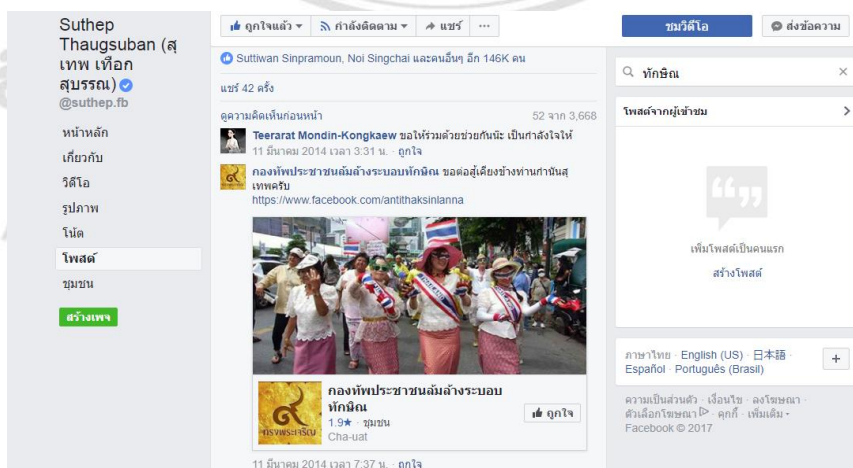 Suthep
Thaugsuban (สุ
เทพ เทือก
สุบรรณ)
@suthep.fb
หน้าหลัก
เกี่ยวกับ
วิดีโอ
รูปภาพ
โน้ต
โพสต์
ชุมชน
สร้างเพจ
ถูกใจแล้ว
กำลังติดตาม
แชร์
...
Suttiwan Sinpramoun, Noi Singchai และคนอื่นๆ อีก 146K คน
แชร์ 42 ครั้ง
ดูความคิดเห็นก่อนหน้า
52 จาก 3,668
Teerarat Mondin-Kongkaew ขอให้ร่วมด้วยช่วยกันน๊ะ เป็นกำลังใจให้
11 มีนาคม 2014 เวลา 3:31 น. · ถูกใจ
กองทัพประชาชนล้มล้างระบอบทักษิณ ขอต่อสู้เคียงข้างท่านกำนันสุ
เทพครับ
https://www.facebook.com/antithaksinlanna
๙
ทรงพระเจริญ
กองทัพประชาชนล้มล้างระบอบ
ทักษิณ
1.9★ · ชุมชน
Cha-uat
ถูกใจ
11 มีนาคม 2014 เวลา 7:37 น. · ถูกใจ
ชมวิดีโอ
ส่งข้อความ
ทักษิณ
โพสต์จากผู้เข้าชม
เพิ่มโพสต์เป็นคนแรก
สร้างโพสต์
ภาษาไทย · English (US) · 日本語 ·
Español · Português (Brasil)
ความเป็นส่วนตัว · เงื่อนไข · ลงโฆษณา ·
ตัวเลือกโฆษณา · คุกกี้ · เพิ่มเติม
Facebook © 2017